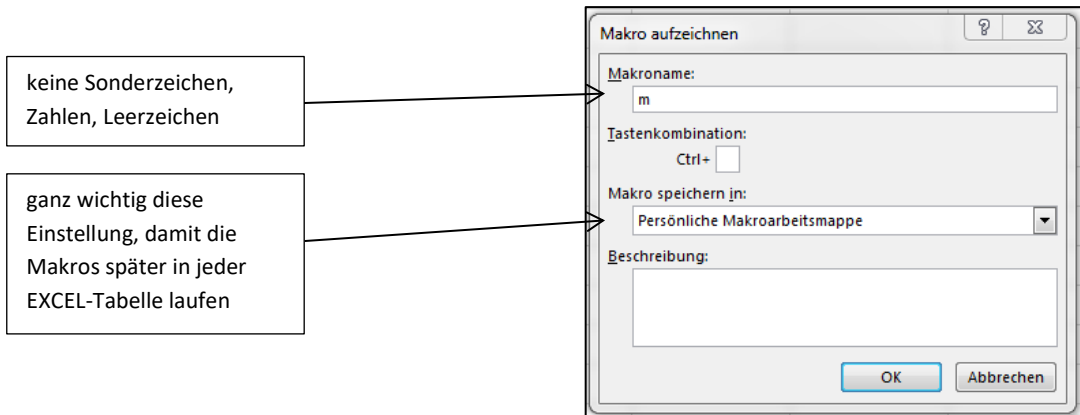 keine Sonderzeichen,
Zahlen, Leerzeichen
ganz wichtig diese
Einstellung, damit die
Makros später in jeder
EXCEL-Tabelle laufen
Makro aufzeichnen
Makroname:
m
Tastenkombination:
Ctrl+
Makro speichern in:
Persönliche Makroarbeitsmappe
Beschreibung:
OK Abbrechen